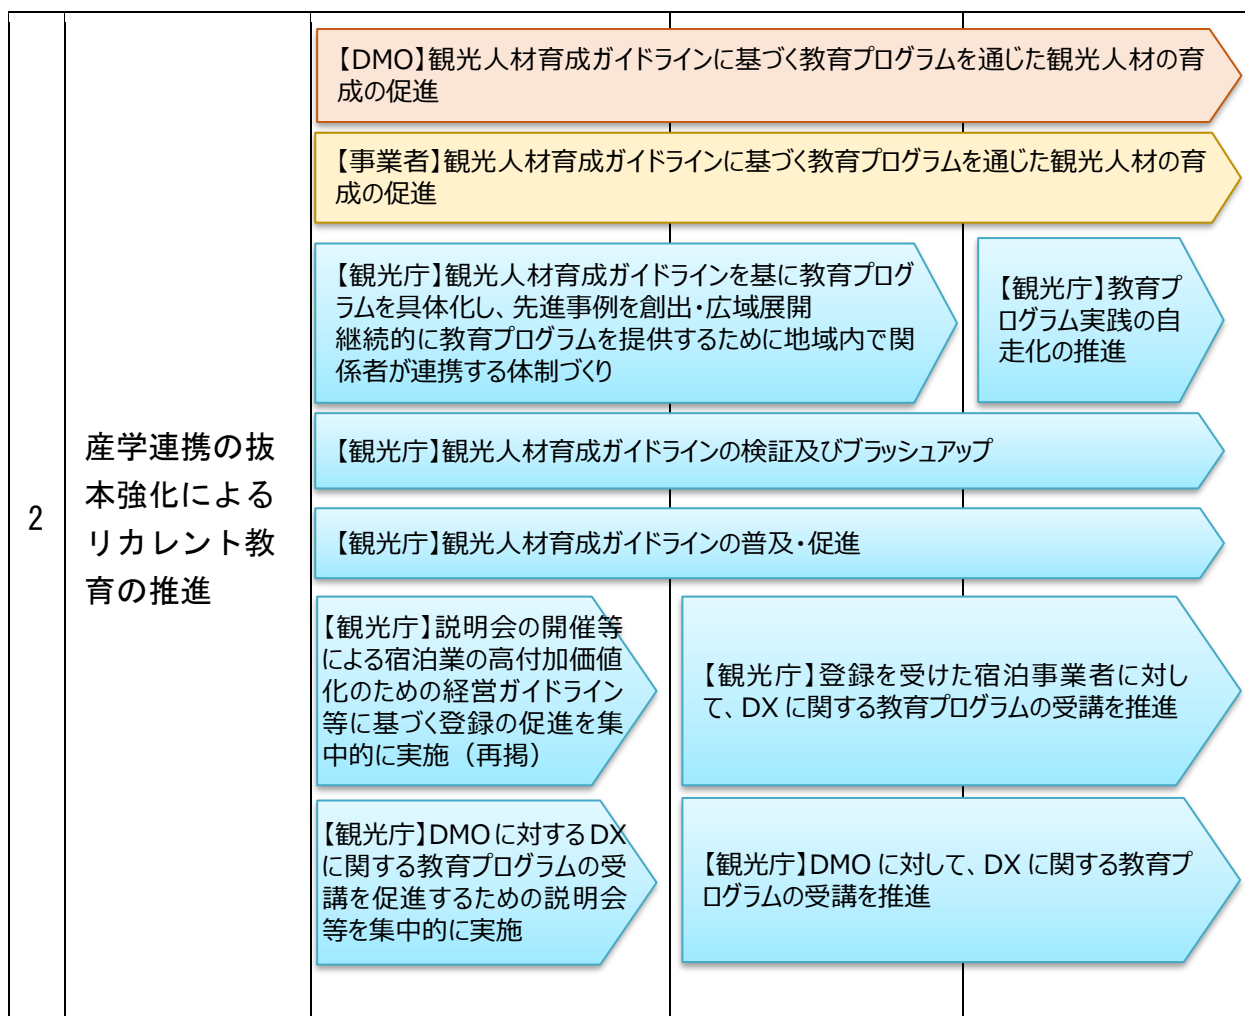 【DMO】観光人材育成ガイドラインに基づく教育プログラムを通じた観光人材の育
成の促進
【事業者】観光人材育成ガイドラインに基づく教育プログラムを通じた観光人材の育
成の促進
【観光庁】観光人材育成ガイドラインを基に教育プログ
ラムを具体化し、先進事例を創出・広域展開
継続的に教育プログラムを提供するために地域内で関
係者が連携する体制づくり
【観光庁】教育プ
ログラム実践の自
走化の推進
【観光庁】観光人材育成ガイドラインの検証及びブラッシュアップ
2
産学連携の抜
本強化による
リカレント教
育の推進
【観光庁】観光人材育成ガイドラインの普及・促進
【観光庁】説明会の開催等
による宿泊業の高付加価値
化のための経営ガイドライン
等に基づく登録の促進を集
中的に実施（再掲）
【観光庁】登録を受けた宿泊事業者に対し
て、DX に関する教育プログラムの受講を推進
【観光庁】DMO に対する DX
に関する教育プログラムの受
講を促進するための説明会
等を集中的に実施
【観光庁】DMO に対して、DX に関する教育プ
ログラムの受講を推進